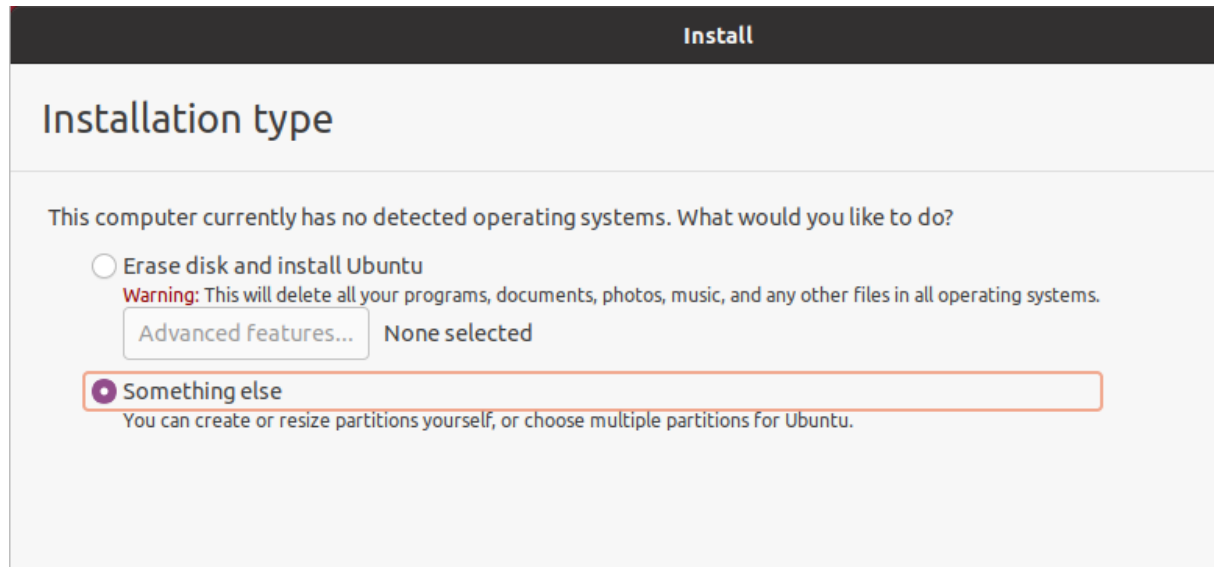 Install
Installation type
This computer currently has no detected operating systems. What would you like to do?
Erase disk and install Ubuntu
Warning: This will delete all your programs, documents, photos, music, and any other files in all operating systems.
Advanced features... None selected
Something else
You can create or resize partitions yourself, or choose multiple partitions for Ubuntu.